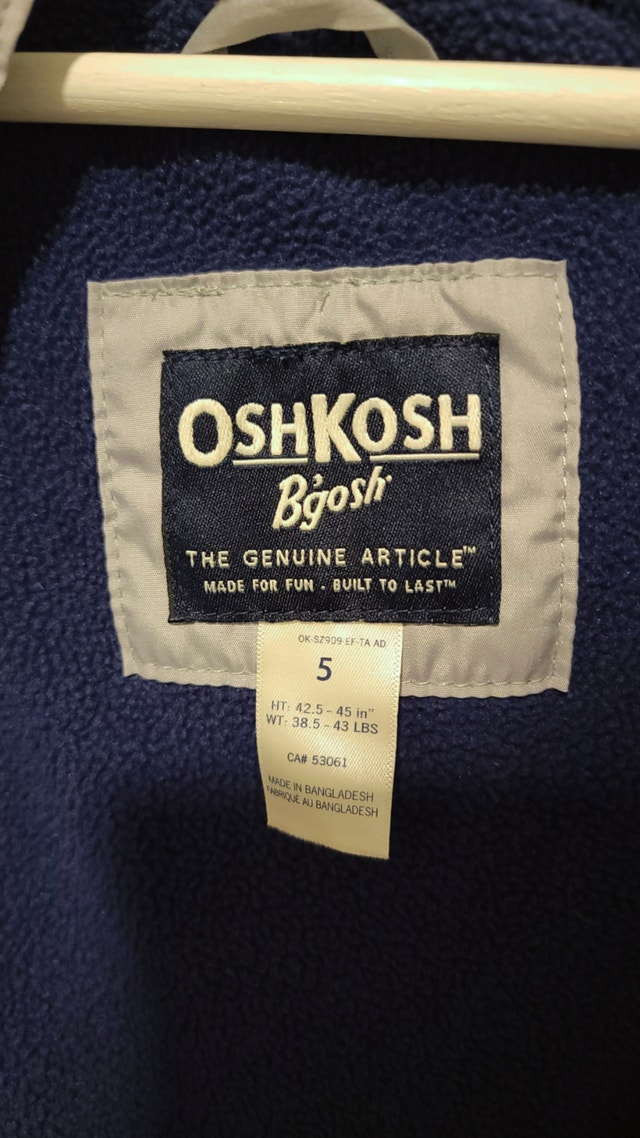 OSHKOSH
B'gosh
THE GENUINE ARTICLE™
MADE FOR FUN · BUILT TO LAST™
OK-SZ909-EF-TA AD
5
HT: 42.5 - 45 in"
WT: 38.5 - 43 LBS
CA# 53061
MADE IN BANGLADESH
FABRIQUÉ AU BANGLADESH